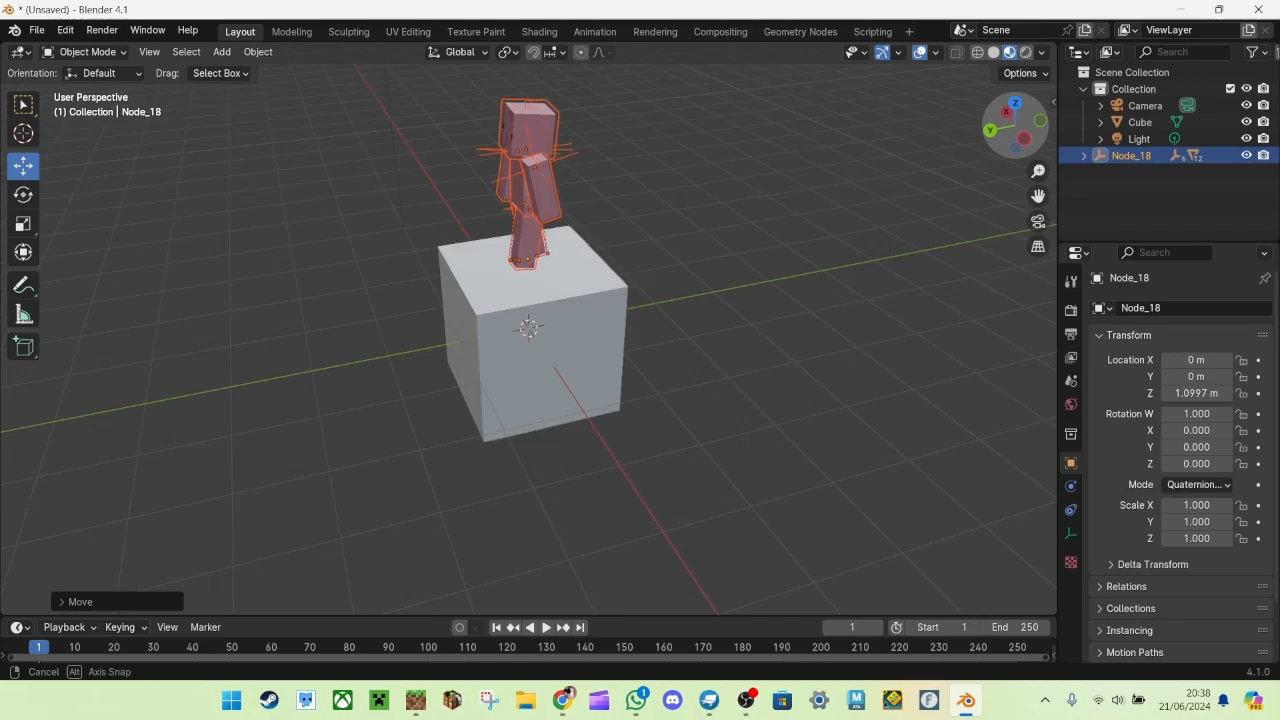 * (Unsaved) - Blender 4.1
File Edit Render Window Help Layout Modeling Sculpting UV Editing Texture Paint Shading Animation Rendering Compositing Geometry Nodes Scripting + Scene ViewLayer
Object Mode View Select Add Object Global Search
Orientation: Default Drag: Select Box Options
Scene Collection
Collection
Camera
Cube
Light
Node_18 6 12
User Perspective
(1) Collection | Node_18
X
Y
Z
Search
Node_18
Node_18
Transform
Location X 0 m
Y 0 m
Z 1.0997 m
Rotation W 1.000
X 0.000
Y 0.000
Z 0.000
Mode Quaternion...
Scale X 1.000
Y 1.000
Z 1.000
Delta Transform
Relations
Collections
Instancing
Motion Paths
Move
Playback Keying View Marker 1 Start 1 End 250
1 10 20 30 40 50 60 70 80 90 100 110 120 130 140 150 160 170 180 190 200 210 220 230 240 250
Cancel Alt Axis Snap 4.1.0
1
20:38
21/06/2024
PRE